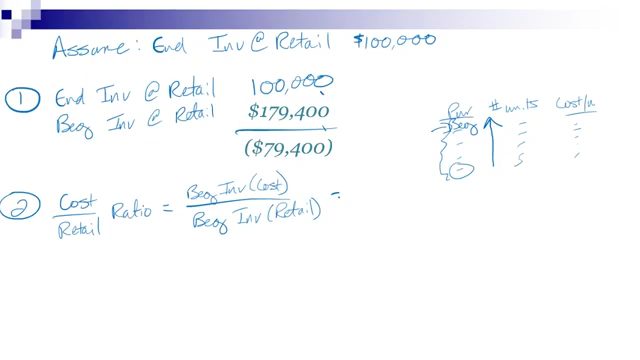 Assume: End Inv @ Retail $100,000
1 End Inv @ Retail 100,000
Beg Inv @ Retail $179,400
($79,400)
Pur # units Cost/u
Beg
2 Cost/Retail Ratio = Beg Inv (Cost) / Beg Inv (Retail) =